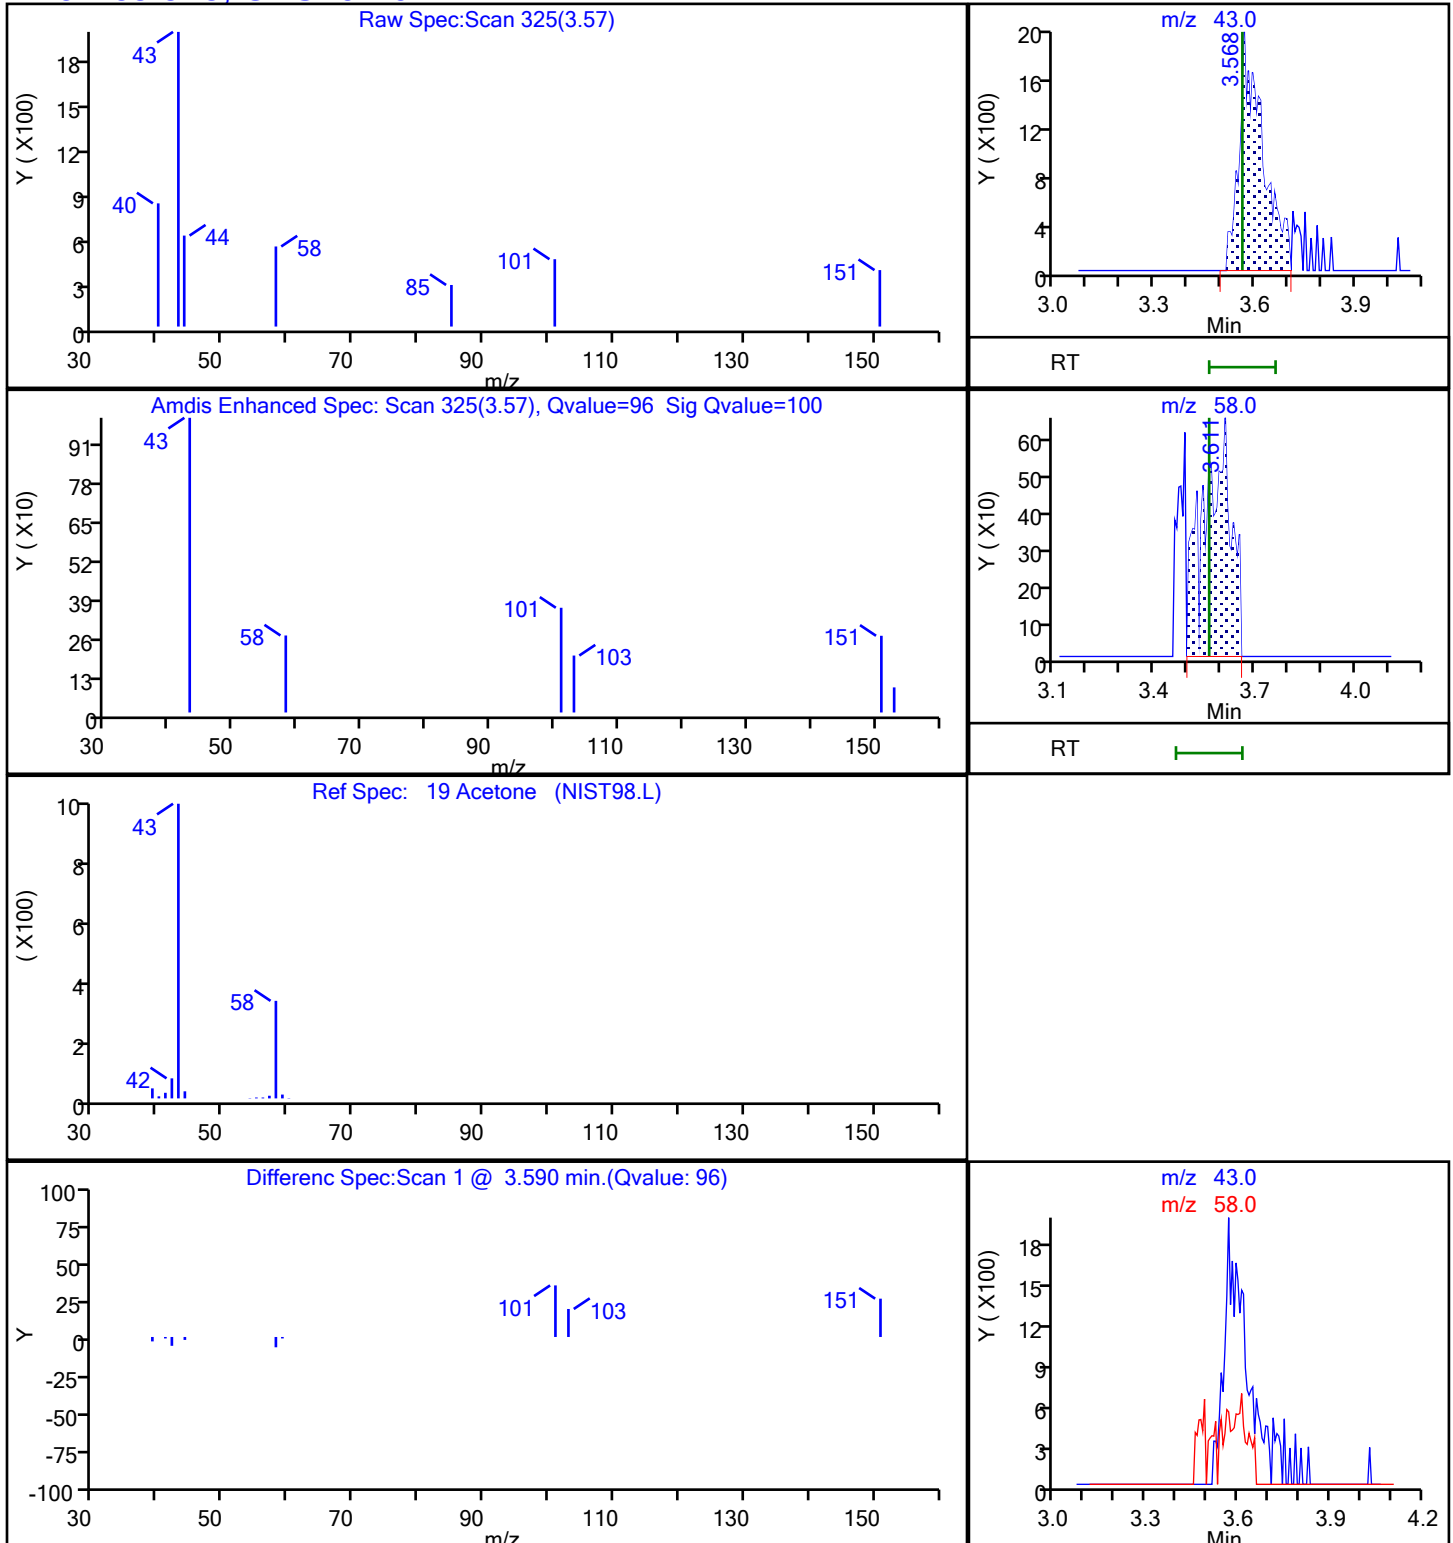 Raw Spec:Scan 325(3.57)
Y ( X100)
18
15
12
9
6
3
0
43
40
44
58
85
101
151
30 50 70 90 110 130 150
m/z
m/z 43.0
Y ( X100)
20
16
12
8
4
0
3.568
3.0 3.3 3.6 3.9
Min
RT
Amdis Enhanced Spec: Scan 325(3.57), Qvalue=96 Sig Qvalue=100
Y ( X10)
91
78
65
52
39
26
13
0
43
58
101
103
151
30 50 70 90 110 130 150
m/z
m/z 58.0
Y ( X10)
60
50
40
30
20
10
0
3.611
3.1 3.4 3.7 4.0
Min
RT
Ref Spec: 19 Acetone (NIST98.L)
( X100)
10
8
6
4
2
0
43
42
58
30 50 70 90 110 130 150
Differenc Spec:Scan 1 @ 3.590 min.(Qvalue: 96)
Y
100
75
50
25
0
-25
-50
-75
-100
101
103
151
30 50 70 90 110 130 150
m/z
m/z 43.0
m/z 58.0
Y ( X100)
18
15
12
9
6
3
0
3.0 3.3 3.6 3.9 4.2
Min